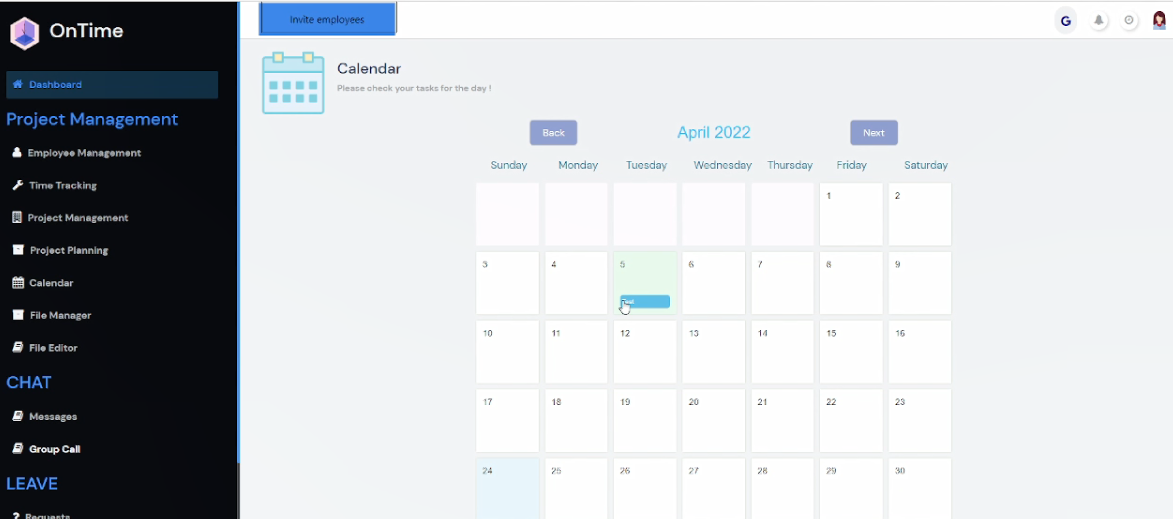 OnTime
Invite employees
G
Dashboard
Project Management
Employee Management
Time Tracking
Project Management
Project Planning
Calendar
File Manager
File Editor
CHAT
Messages
Group Call
LEAVE
? Requests
Calendar
Please check your tasks for the day !
Back April 2022 Next
Sunday Monday Tuesday Wednesday Thursday Friday Saturday
1 2
3 4 5 6 7 8 9
10 11 12 13 14 15 16
17 18 19 20 21 22 23
24 25 26 27 28 29 30